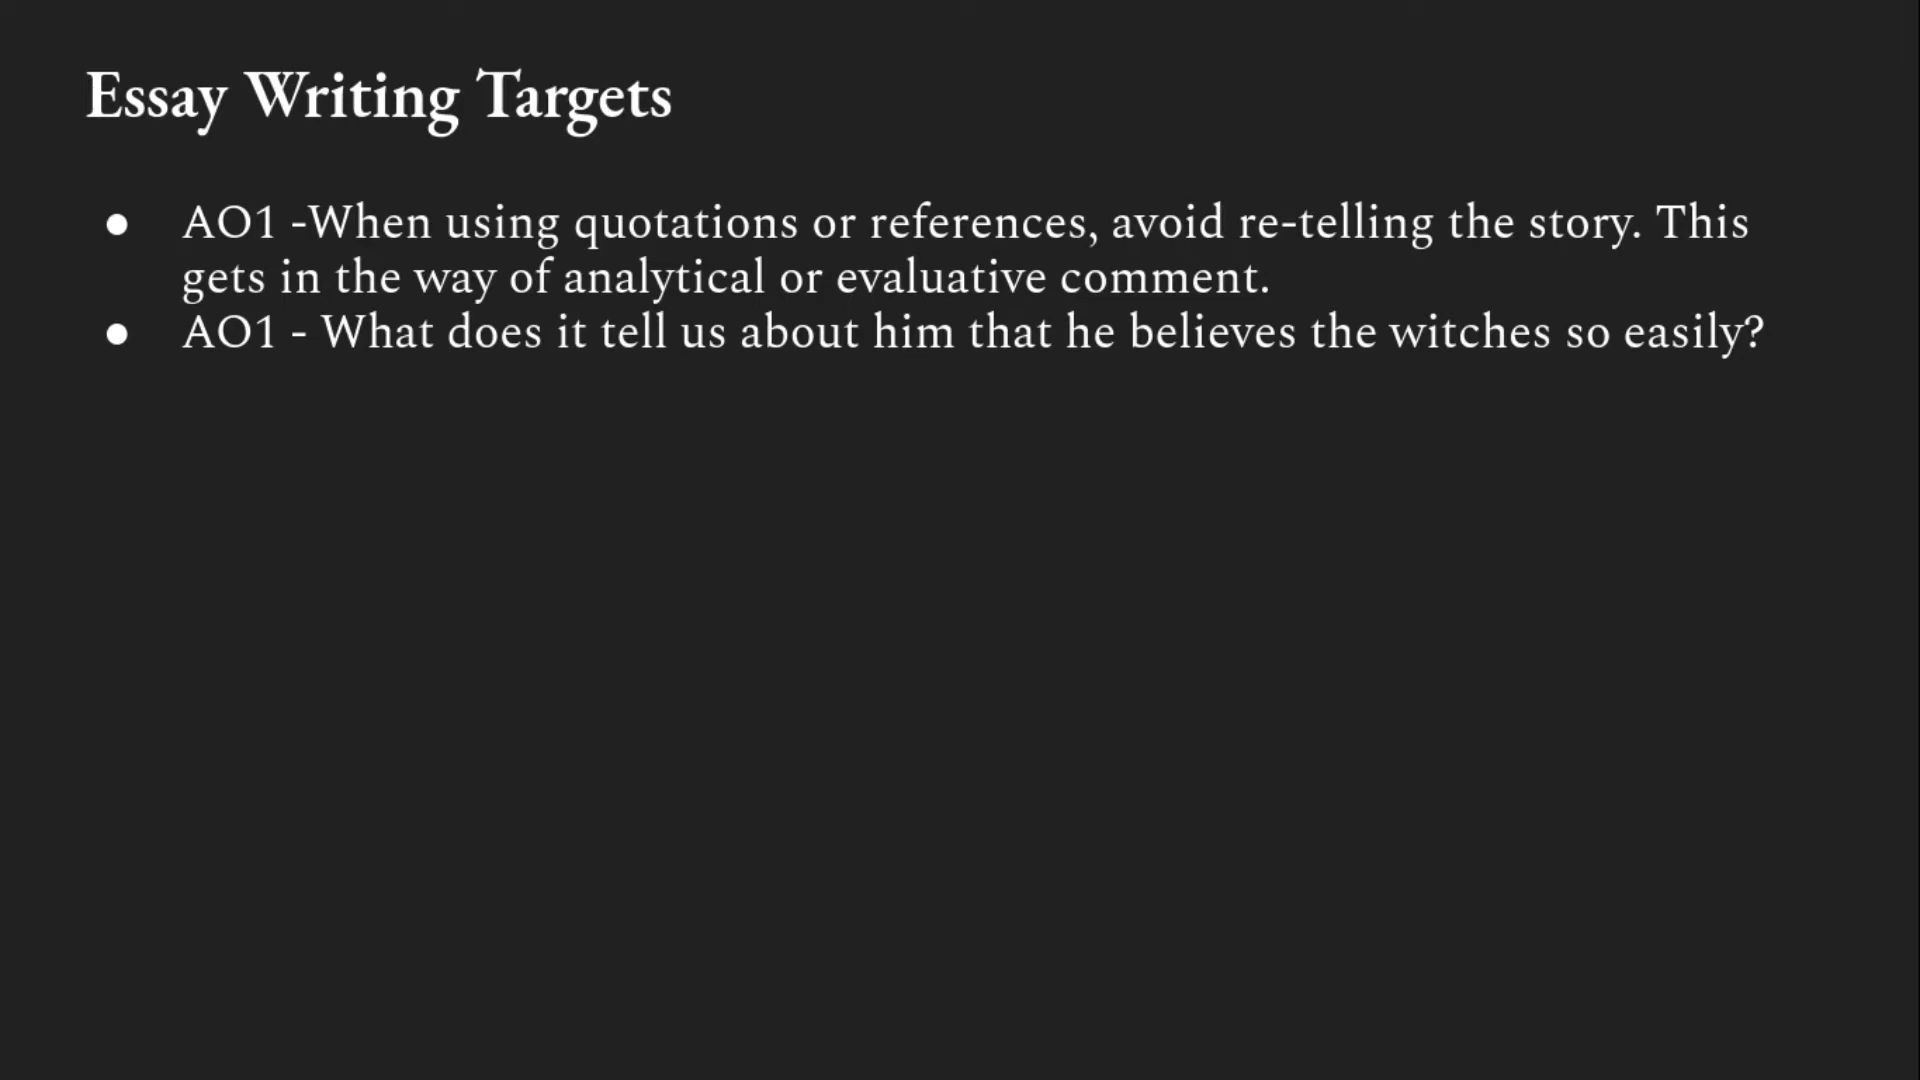 Essay Writing Targets
● AO1 -When using quotations or references, avoid re-telling the story. This
gets in the way of analytical or evaluative comment.
● AO1 - What does it tell us about him that he believes the witches so easily?